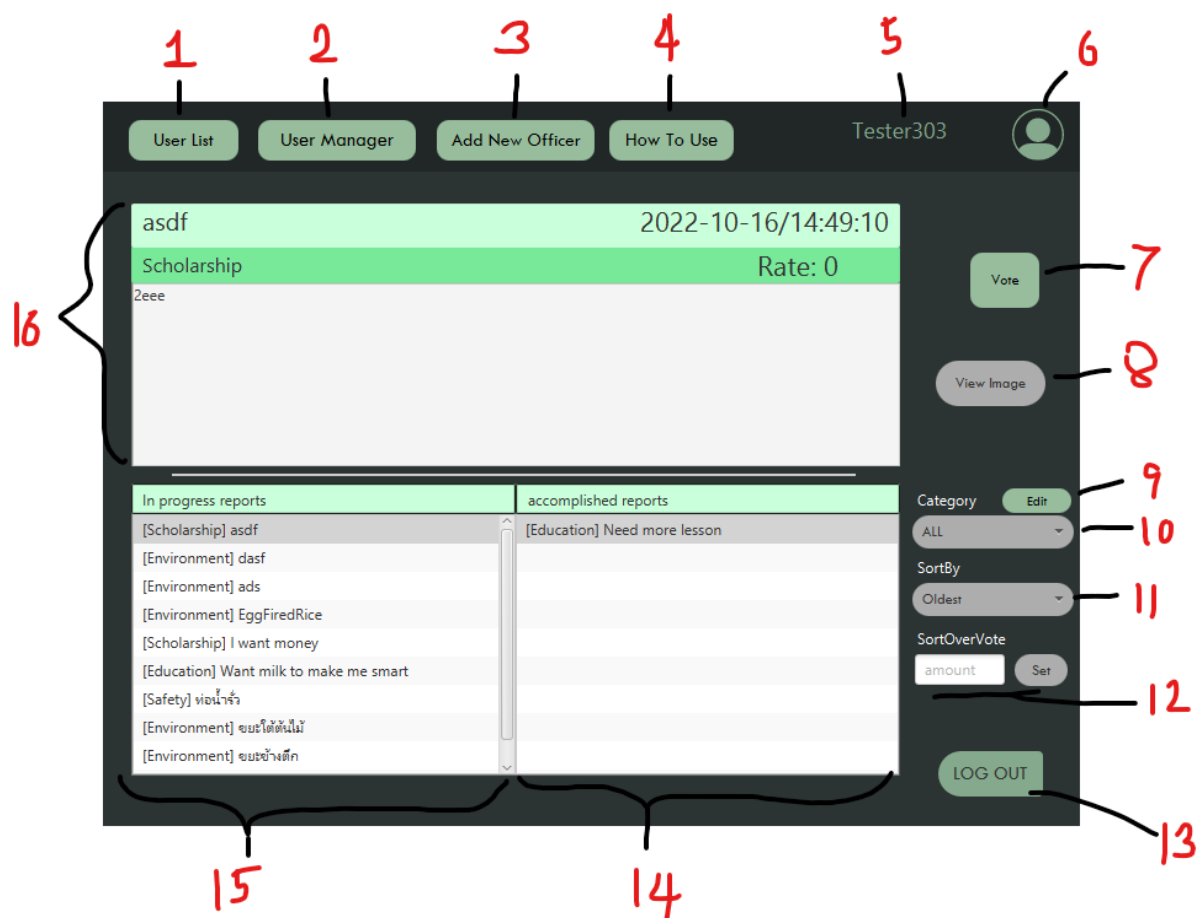 1 2 3 4 5 6
User List User Manager Add New Officer How To Use Tester303
asdf 2022-10-16/14:49:10
Scholarship Rate: 0
2eee
Vote 7
16
View Image 8
In progress reports accomplished reports Category Edit 9
[Scholarship] asdf [Education] Need more lesson ALL 10
[Environment] dasf
[Environment] ads SortBy
[Environment] EggFiredRice Oldest 11
[Scholarship] I want money SortOverVote
[Education] Want milk to make me smart amount Set
[Safety] ท่อน้ำรั่ว 12
[Environment] ขยะใต้ต้นไม้
[Environment] ขยะข้างตึก
LOG OUT
13
15 14